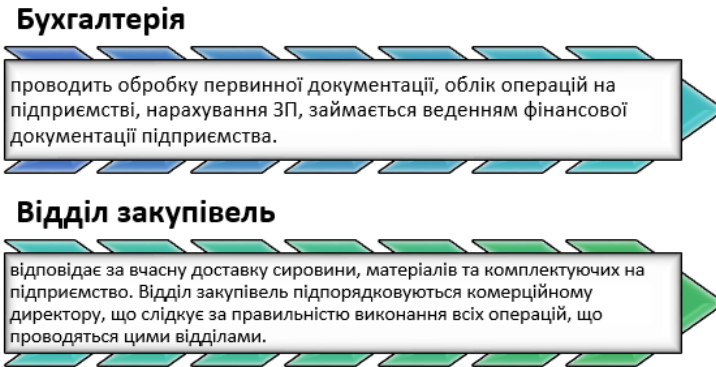 Бухгалтерія
проводить обробку первинної документації, облік операцій на
підприємстві, нарахування ЗП, займається веденням фінансової
документації підприємства.
Відділ закупівель
відповідає за вчасну доставку сировини, матеріалів та комплектуючих на
підприємство. Відділ закупівель підпорядковуються комерційному
директору, що слідкує за правильністю виконання всіх операцій, що
проводяться цими відділами.